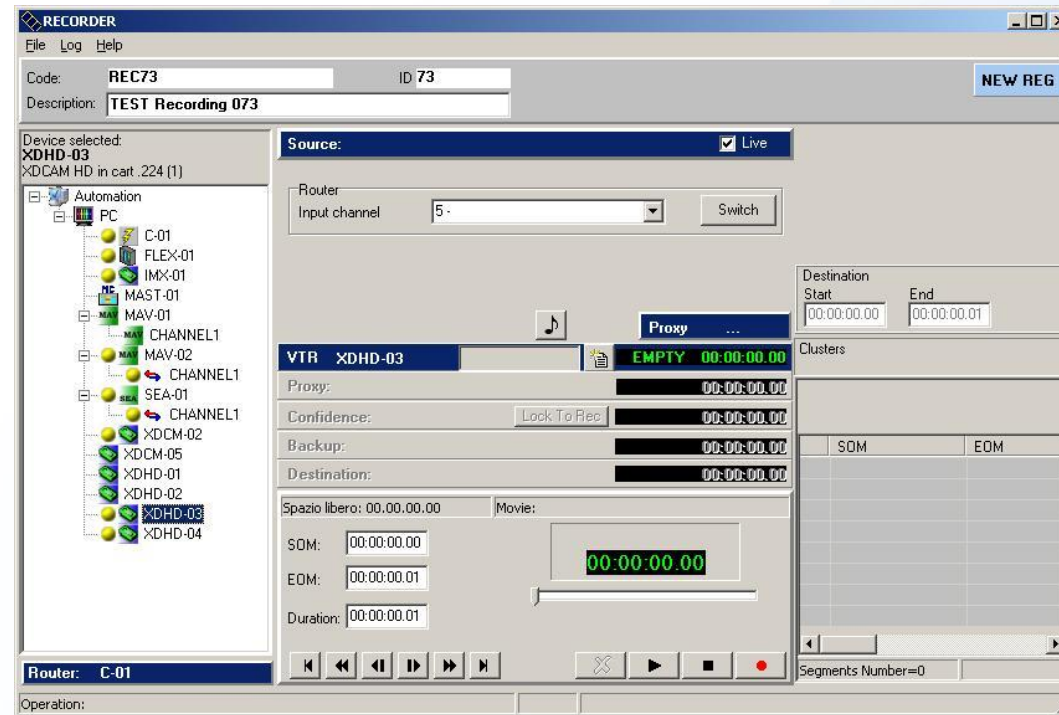 RECORDER
File Log Help
Code: REC73 ID 73
NEW REG
Description: TEST Recording 073
Device selected:
XDHD-03
XDCAM HD in cart .224 (1)
Automation
PC
C-01
FLEX-01
IMX-01
MAST-01
MAV MAV-01
MAV CHANNEL1
MAV MAV-02
CHANNEL1
SEA SEA-01
CHANNEL1
XDCM-02
XDCM-05
XDHD-01
XDHD-02
XDHD-03
XDHD-04
Router: C-01
Source: Live
Router
Input channel 5 - Switch
Proxy ...
VTR XDHD-03 EMPTY 00:00:00.00
Proxy: 00:00:00.00
Confidence: Lock To Rec 00:00:00.00
Backup: 00:00:00.00
Destination: 00:00:00.00
Spazio libero: 00.00.00.00 Movie:
SOM: 00:00:00.00
00:00:00.00
EOM: 00:00:00.01
Duration: 00:00:00.01
Destination
Start End
00:00:00.00 00:00:00.01
Clusters
SOM EOM
Segments Number=0
Operation: